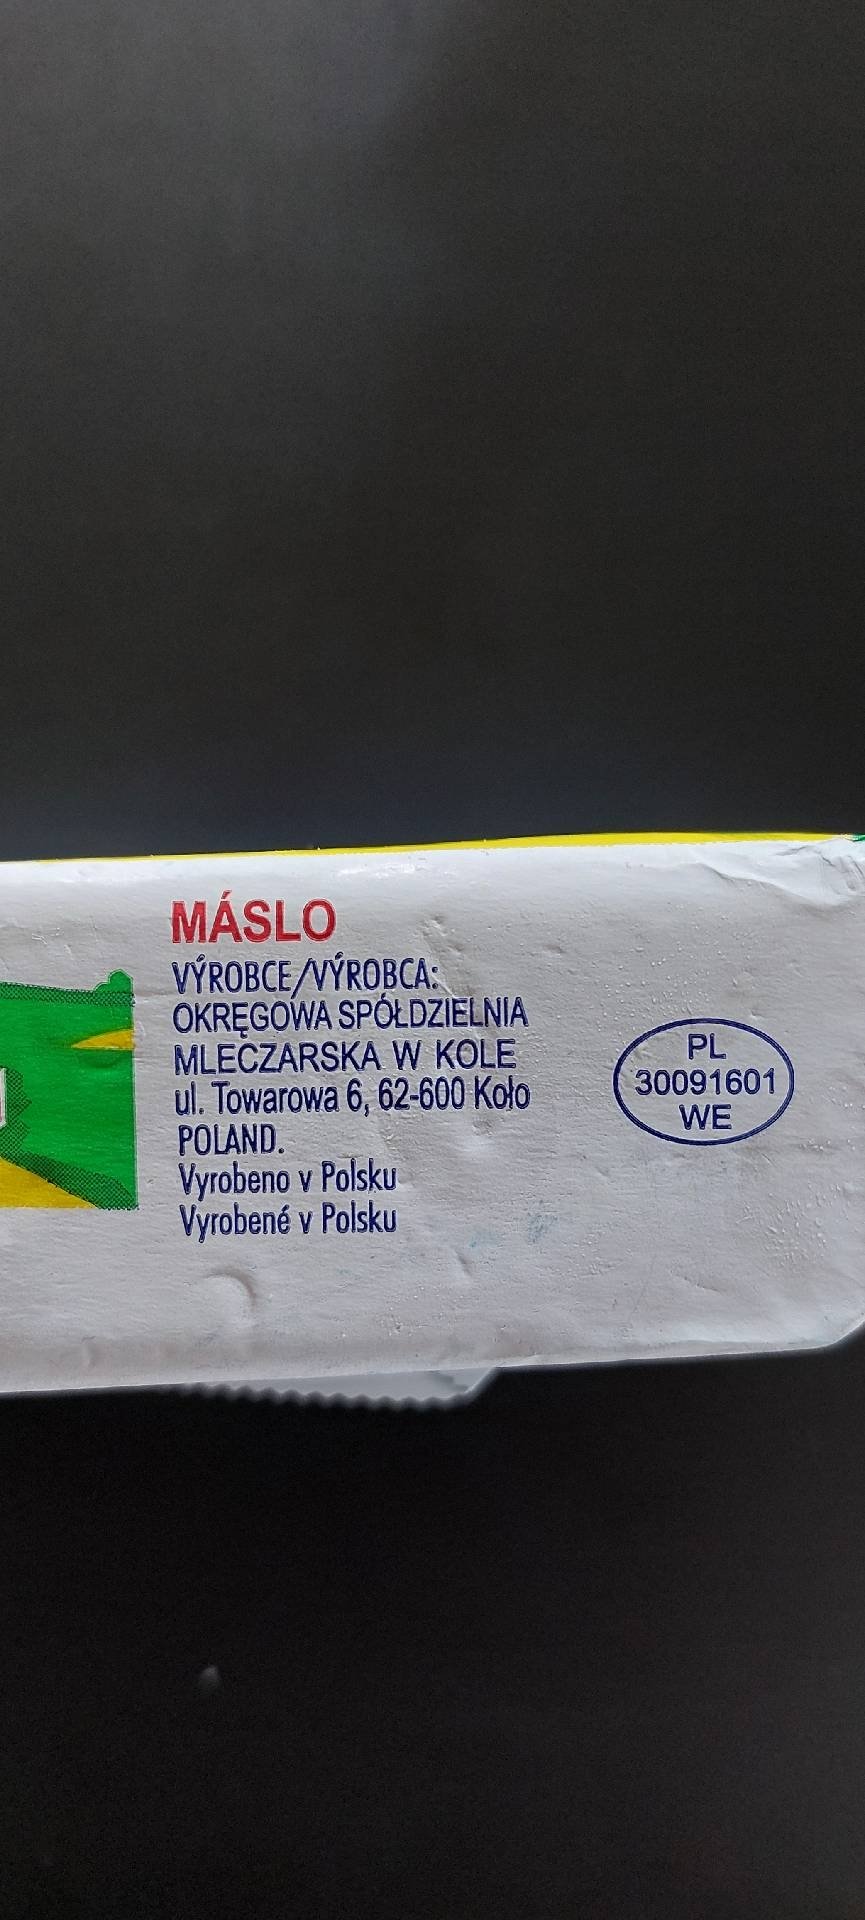 MÁSLO
VÝROBCE/VÝROBCA:
OKRĘGOWA SPÓŁDZIELNIA
MLECZARSKA W KOLE
ul. Towarowa 6, 62-600 Koło
POLAND.
Vyrobeno v Polsku
Vyrobené v Polsku
PL
30091601
WE